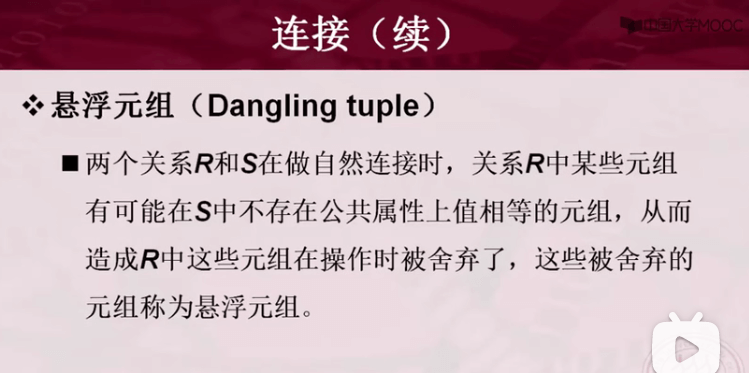 连接（续）
中国大学MOOC
❖悬浮元组（Dangling tuple）
■两个关系R和S在做自然连接时，关系R中某些元组
有可能在S中不存在公共属性上值相等的元组，从而
造成R中这些元组在操作时被舍弃了，这些被舍弃的
元组称为悬浮元组。